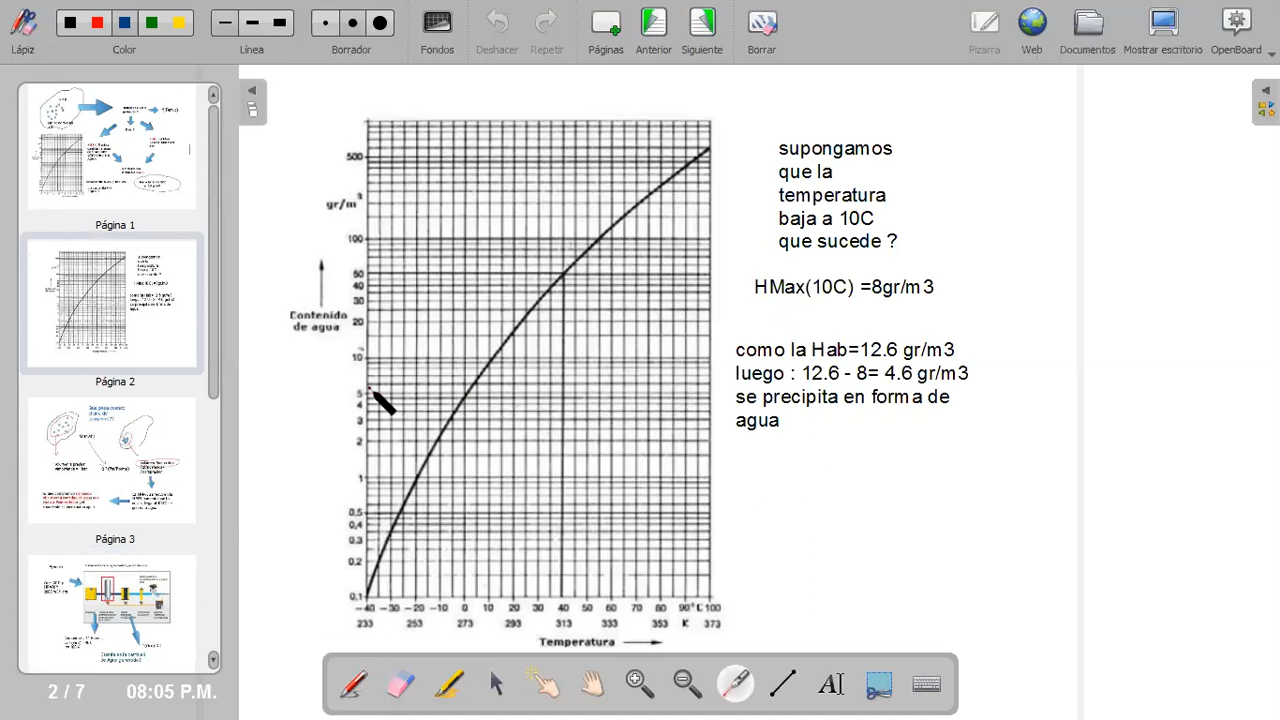 Lápiz
Color
Línea
Borrador
Fondos
Deshacer
Repetir
Páginas
Anterior
Siguiente
Borrar
Pizarra
Web
Documentos
Mostrar escritorio
OpenBoard
Página 1
Página 2
Página 3
2 / 7
08:05 P.M.
500
gr/m³
100
50
40
30
20
10
5
4
3
2
1
0,5
0,4
0,3
0,2
0,1
Contenido
de agua
-40 -30 -20 -10 0 10 20 30 40 50 60 70 80 90°C 100
233 253 273 293 313 333 353 K 373
Temperatura
supongamos
que la
temperatura
baja a 10C
que sucede ?
HMax(10C) =8gr/m3
como la Hab=12.6 gr/m3
luego : 12.6 - 8= 4.6 gr/m3
se precipita en forma de
agua